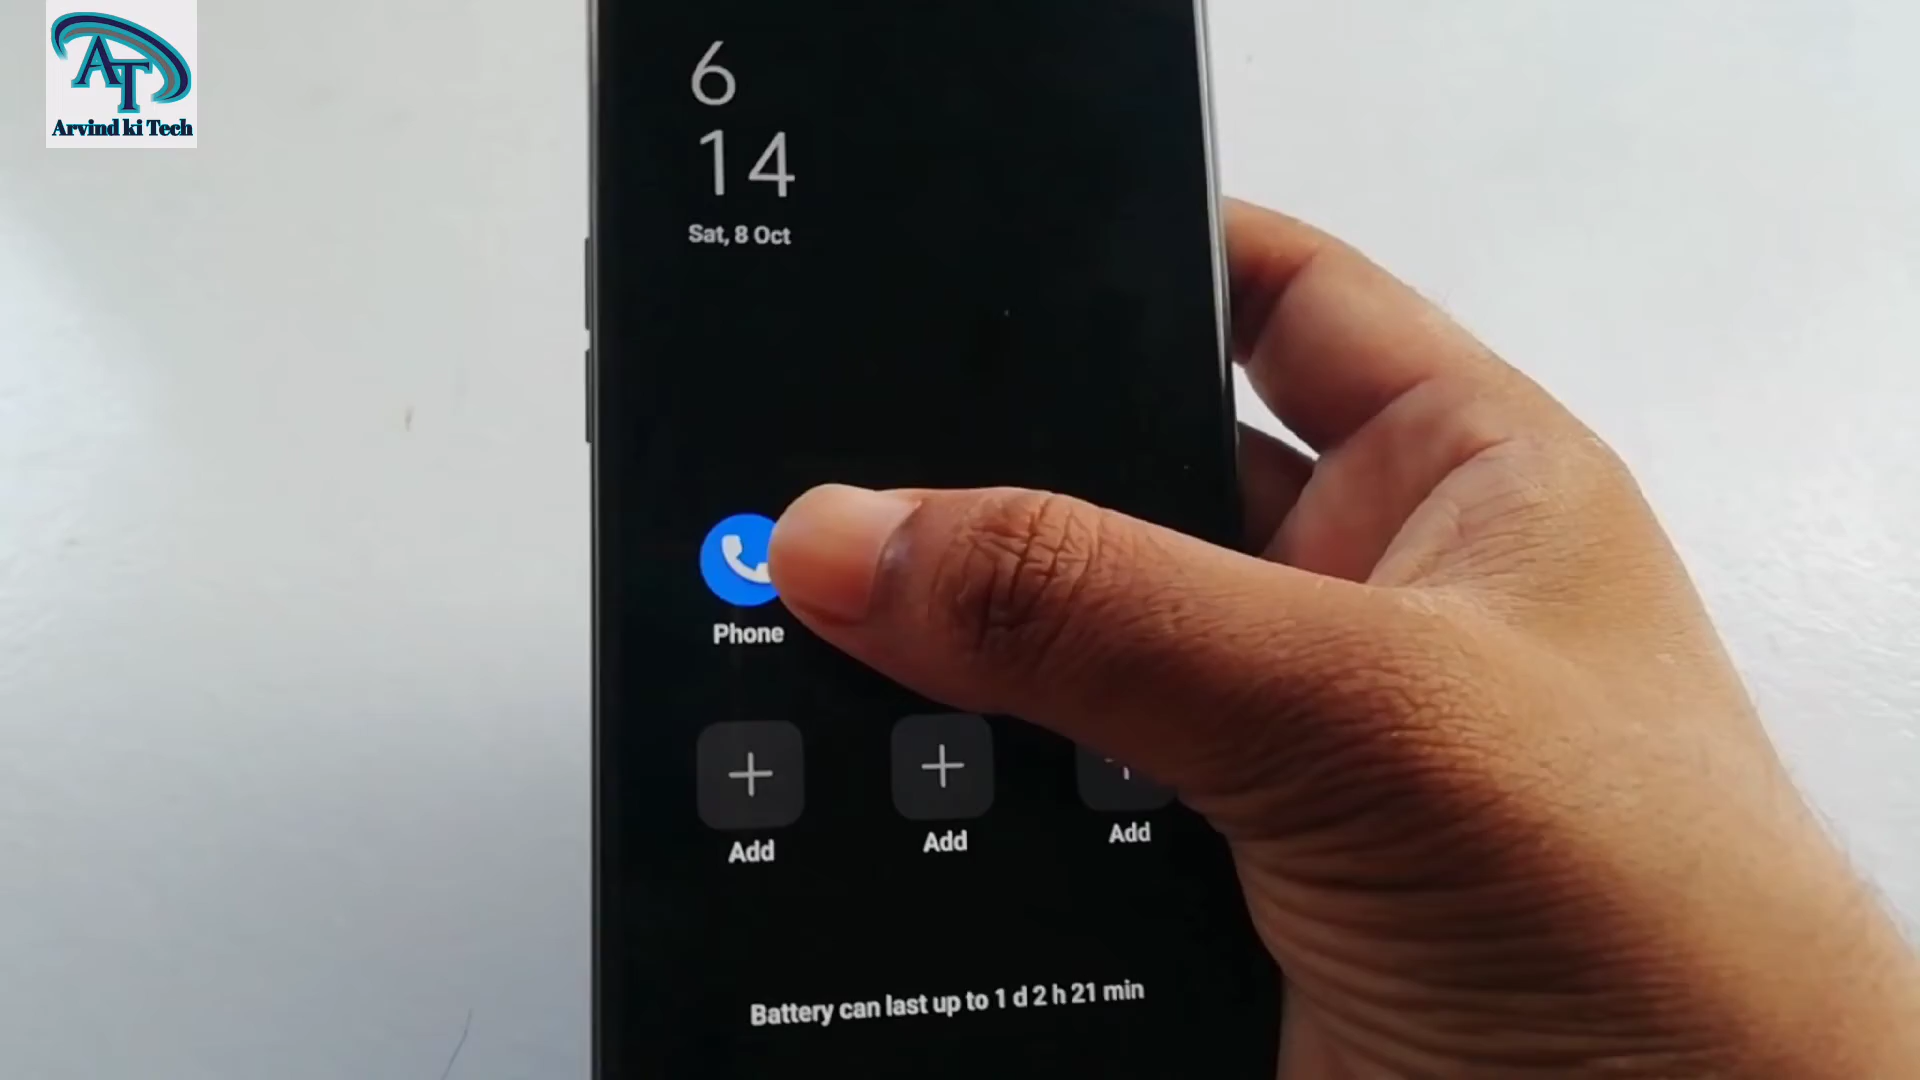 AT
Arvind ki Tech
6
14
Sat, 8 Oct
Phone
Add
Add
Add
Battery can last up to 1 d 2 h 21 min